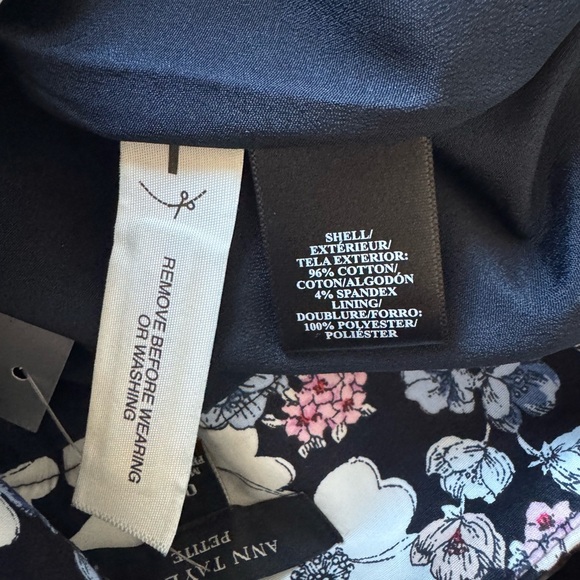 REMOVE BEFORE WEARING
OR WASHING
SHELL/
EXTÉRIEUR/
TELA EXTERIOR:
96% COTTON/
COTON/ALGODÓN
4% SPANDEX
LINING/
DOUBLURE/FORRO:
100% POLYESTER/
POLIÉSTER
ANN
PETITE
0